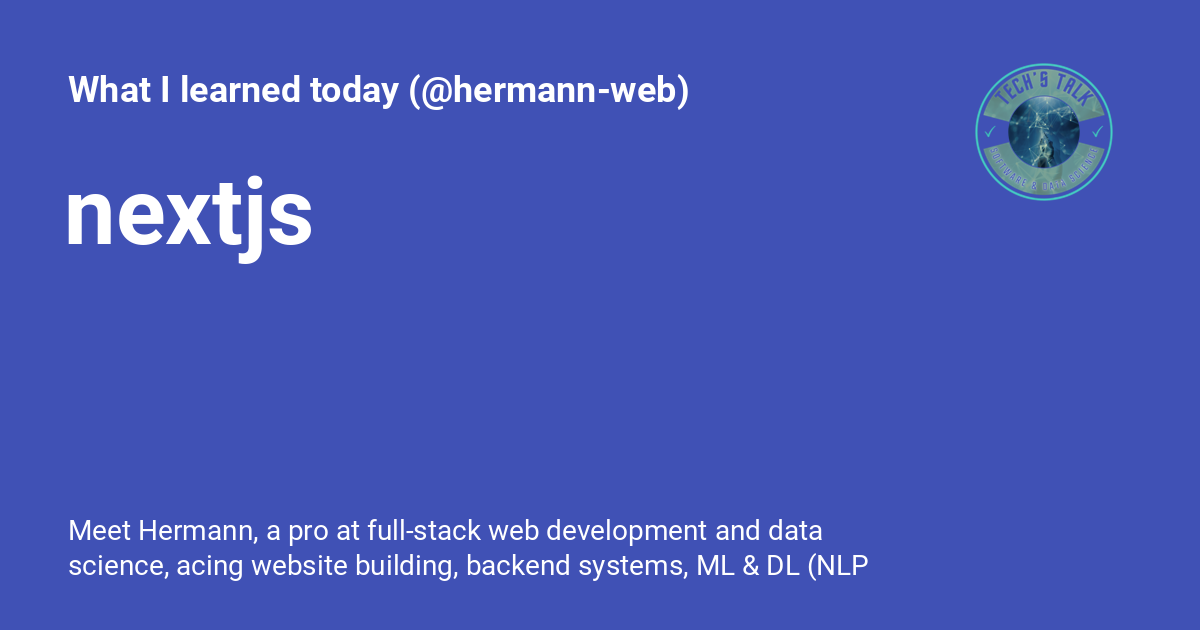 What I learned today (@hermann-web)
TECH'S TALK
SOFTWARE & DATA SCIENCE
nextjs
Meet Hermann, a pro at full-stack web development and data
science, acing website building, backend systems, ML & DL (NLP